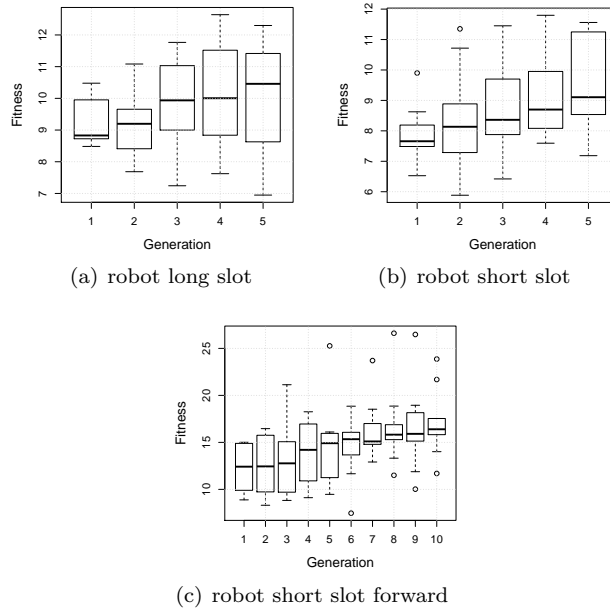 12
11
10
9
8
7
Fitness
1 2 3 4 5
Generation
(a) robot long slot
12
11
10
9
8
7
6
Fitness
1 2 3 4 5
Generation
(b) robot short slot
25
20
15
10
Fitness
1 2 3 4 5 6 7 8 9 10
Generation
(c) robot short slot forward